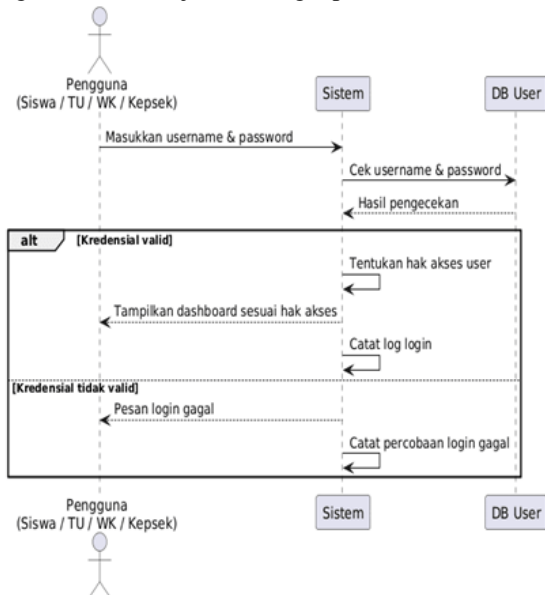 Pengguna
(Siswa / TU / WK / Kepsek)
Sistem
DB User
Masukkan username & password
Cek username & password
Hasil pengecekan
alt
[Kredensial valid]
Tentukan hak akses user
Tampilkan dashboard sesuai hak akses
Catat log login
[Kredensial tidak valid]
Pesan login gagal
Catat percobaan login gagal
Pengguna
(Siswa / TU / WK / Kepsek)
Sistem
DB User